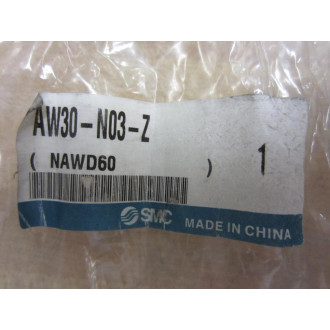 AW30-N03-Z
( NAWD60 ) 1
SMC MADE IN CHINA